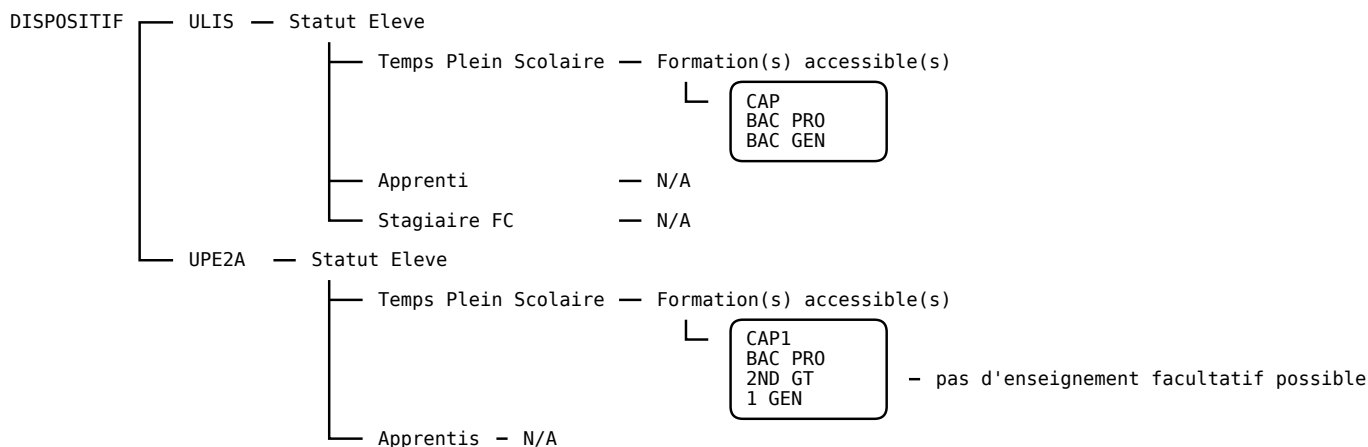 DISPOSITIF ULIS Statut Eleve
Temps Plein Scolaire Formation(s) accessible(s)
CAP
BAC PRO
BAC GEN
Apprenti N/A
Stagiaire FC N/A
UPE2A Statut Eleve
Temps Plein Scolaire Formation(s) accessible(s)
CAP1
BAC PRO
2ND GT - pas d'enseignement facultatif possible
1 GEN
Apprentis - N/A